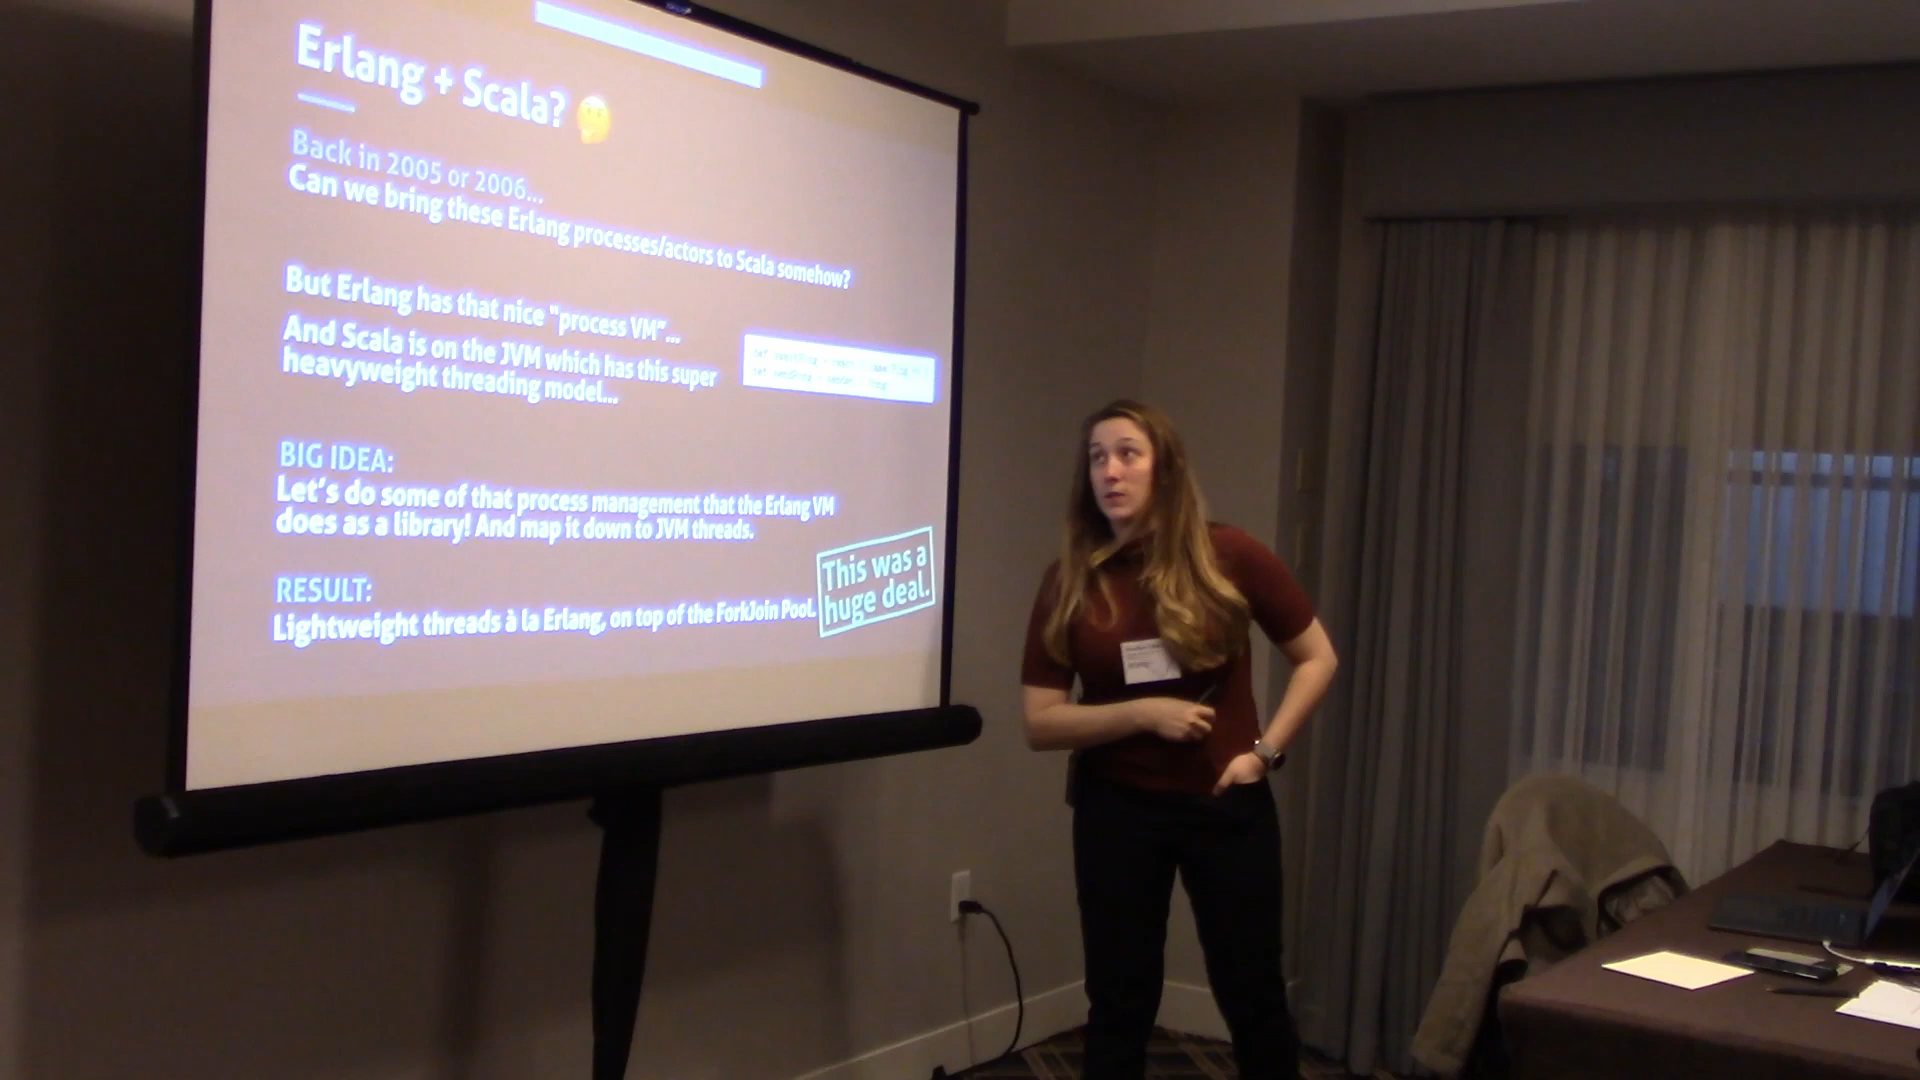 Erlang + Scala? 🤔
Back in 2005 or 2006...
Can we bring these Erlang processes/actors to Scala somehow?
But Erlang has that nice "process VM"...
And Scala is on the JVM which has this super
heavyweight threading model...
BIG IDEA:
Let's do some of that process management that the Erlang VM
does as a library! And map it down to JVM threads.
RESULT:
Lightweight threads à la Erlang, on top of the ForkJoin Pool.
This was a
huge deal.